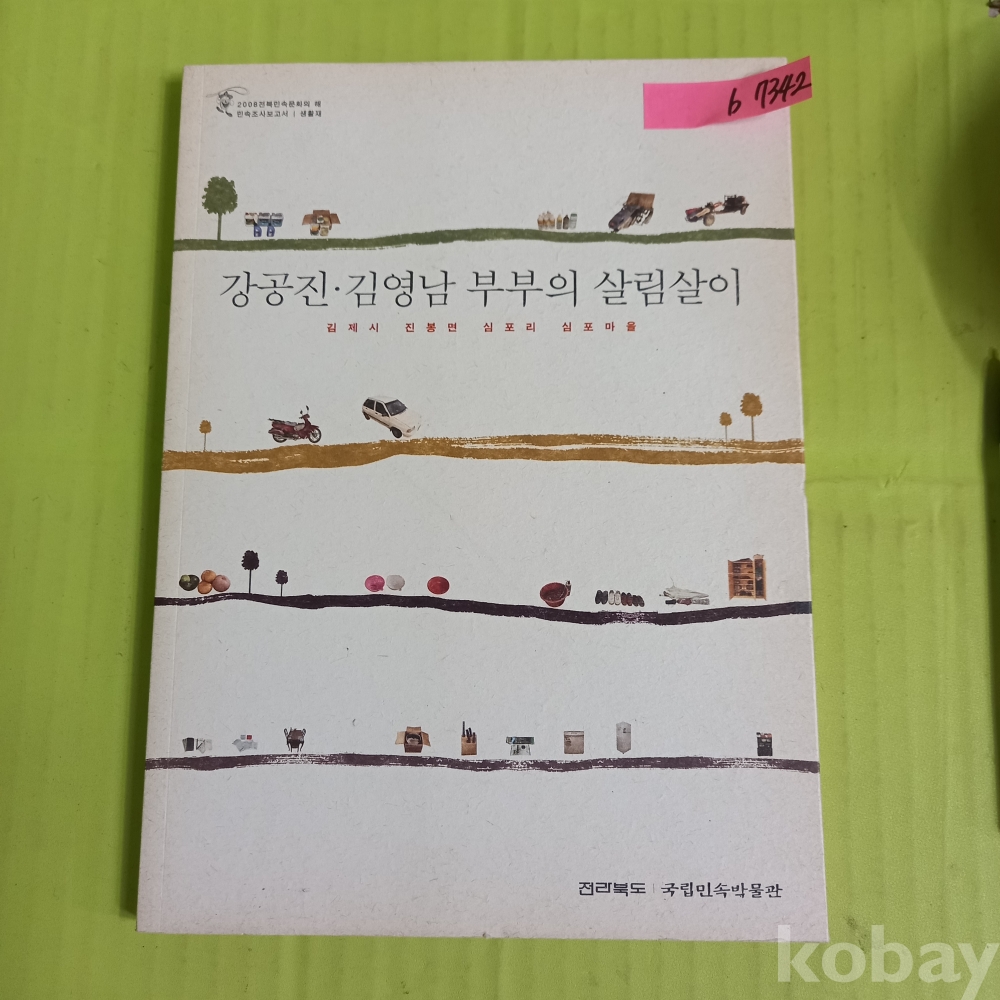 2008전북민속문화의 해
민속조사보고서 | 생활재
b 7342
강공진·김영남 부부의 살림살이
김제시 진봉면 심포리 심포마을
전라북도 | 국립민속박물관
kobay